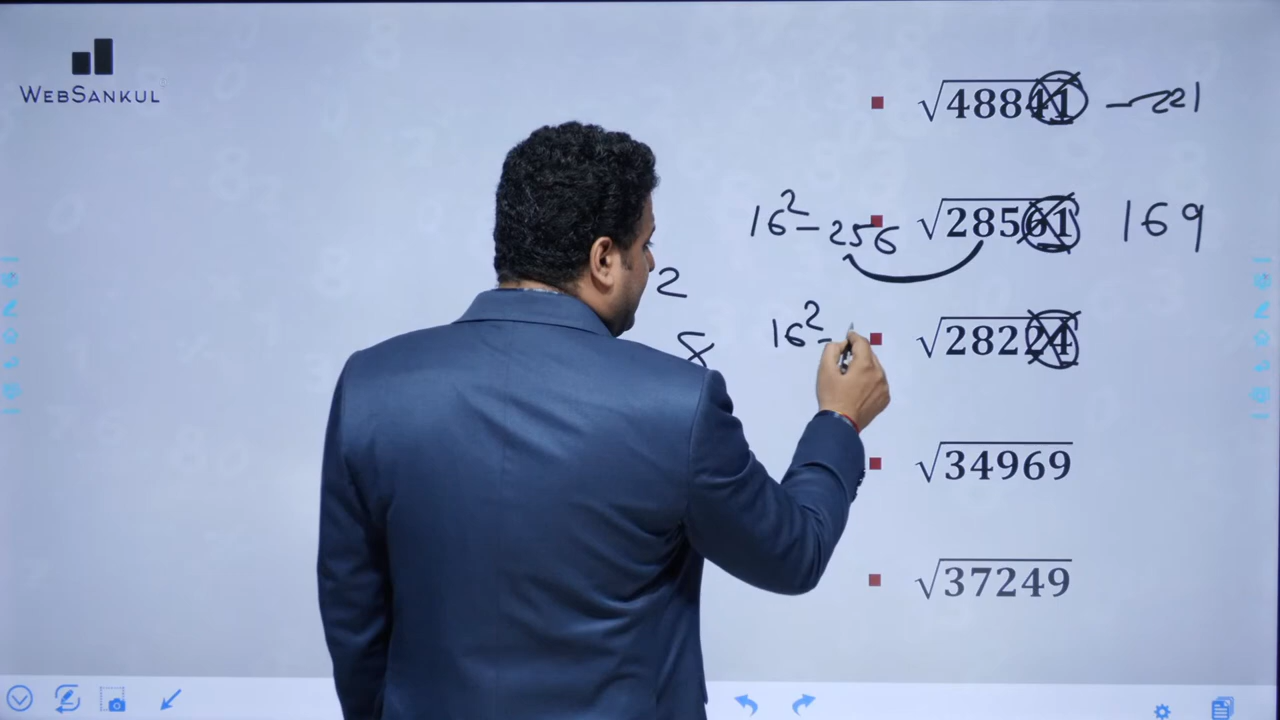 WEBSANKUL
√48841 — 221
16² – 256 √28561 169
2
16² – √28224
8
√34969
√37249